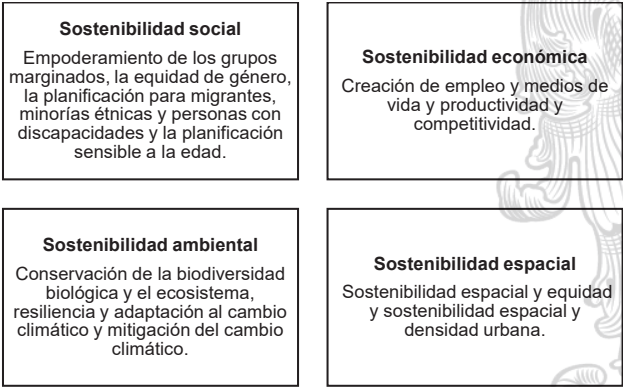 Sostenibilidad social
Empoderamiento de los grupos
marginados, la equidad de género,
la planificación para migrantes,
minorías étnicas y personas con
discapacidades y la planificación
sensible a la edad.
Sostenibilidad económica
Creación de empleo y medios de
vida y productividad y
competitividad.
Sostenibilidad ambiental
Conservación de la biodiversidad
biológica y el ecosistema,
resiliencia y adaptación al cambio
climático y mitigación del cambio
climático.
Sostenibilidad espacial
Sostenibilidad espacial y equidad
y sostenibilidad espacial y
densidad urbana.